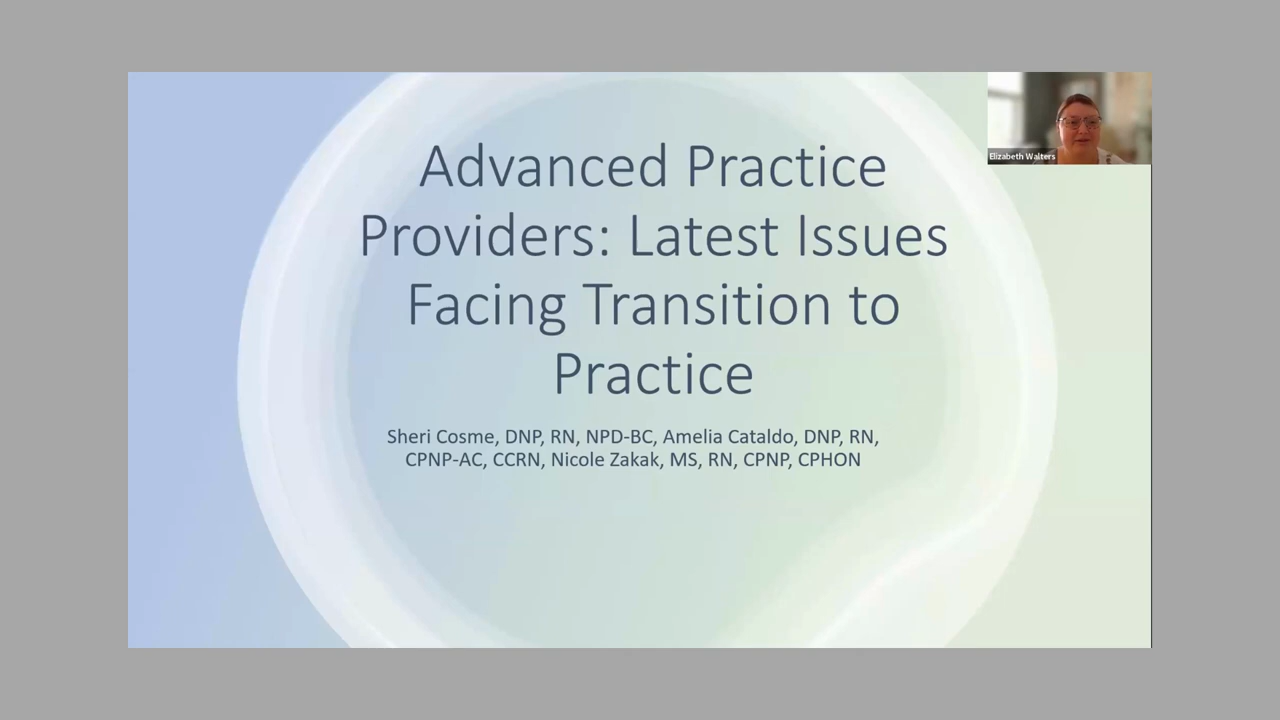 Advanced Practice
Providers: Latest Issues
Facing Transition to
Practice
Sheri Cosme, DNP, RN, NPD-BC, Amelia Cataldo, DNP, RN,
CPNP-AC, CCRN, Nicole Zakak, MS, RN, CPNP, CPHON
Elizabeth Walters